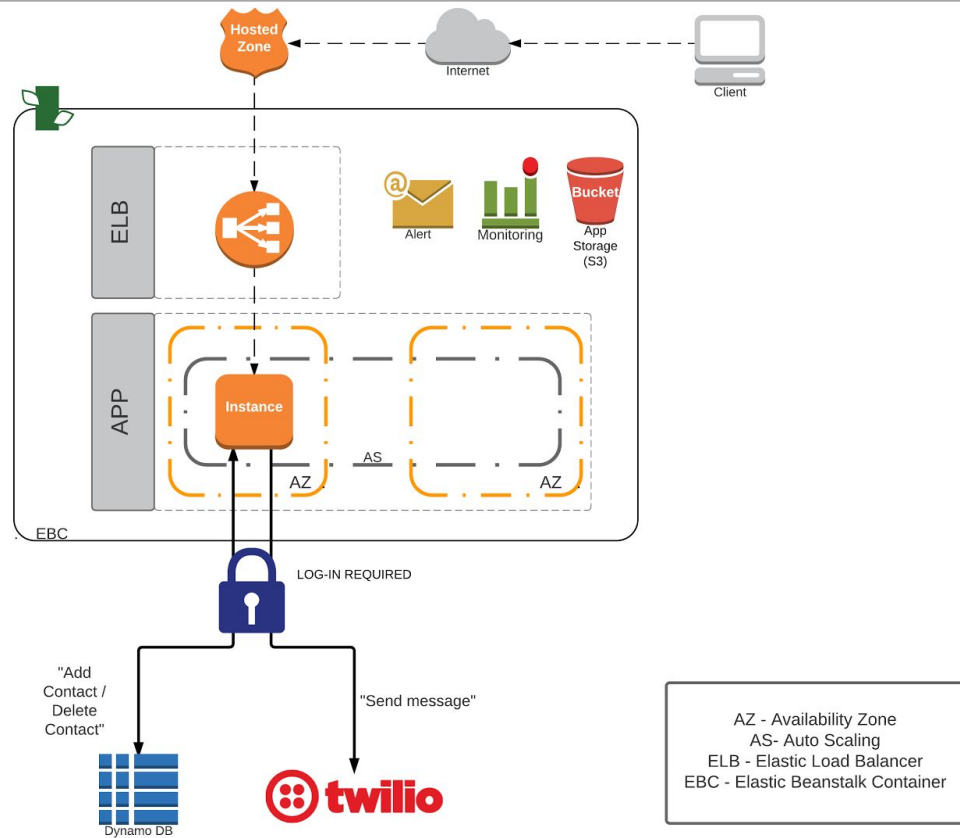 Hosted
Zone
Internet
Client
ELB
@
Alert
Monitoring
Bucket
App
Storage
(S3)
APP
Instance
AS
AZ
AZ
EBC
LOG-IN REQUIRED
"Add
Contact /
Delete
Contact"
"Send message"
Dynamo DB
twilio
AZ - Availability Zone
AS- Auto Scaling
ELB - Elastic Load Balancer
EBC - Elastic Beanstalk Container